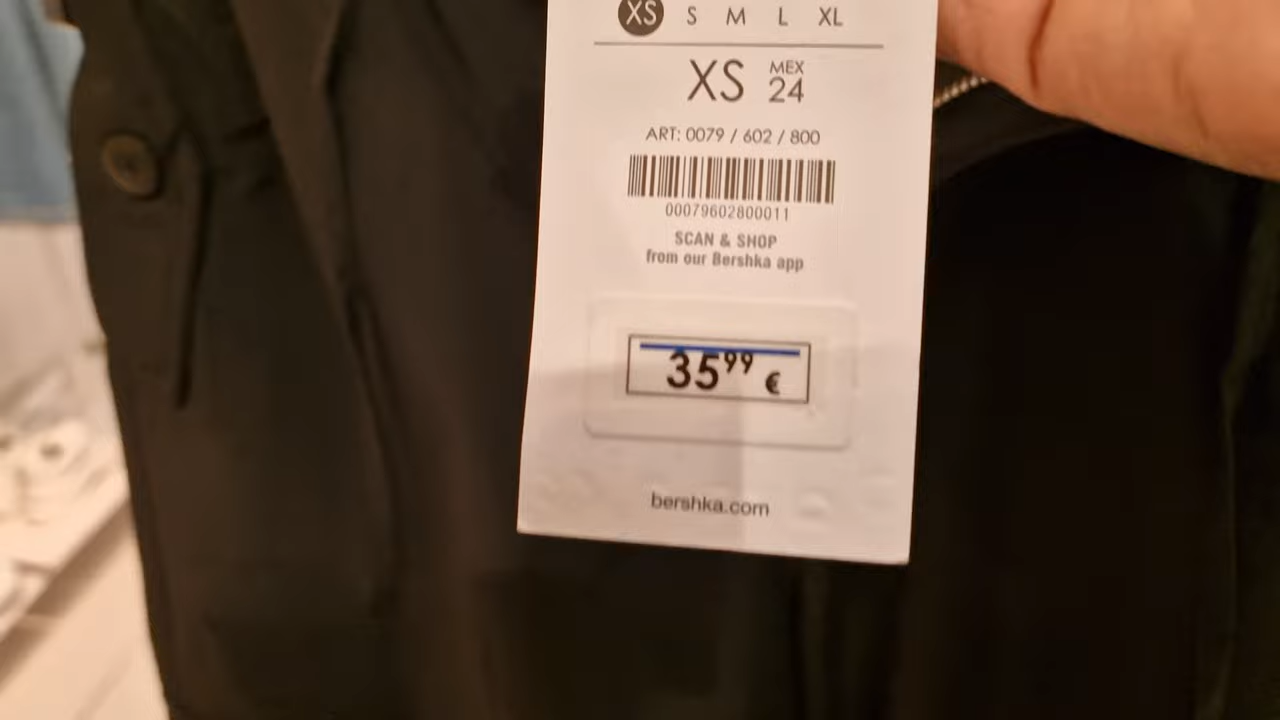 XS S M L XL
XS MEX 24
ART: 0079 / 602 / 800
00079602800011
SCAN & SHOP
from our Bershka app
35⁹⁹ €
bershka.com